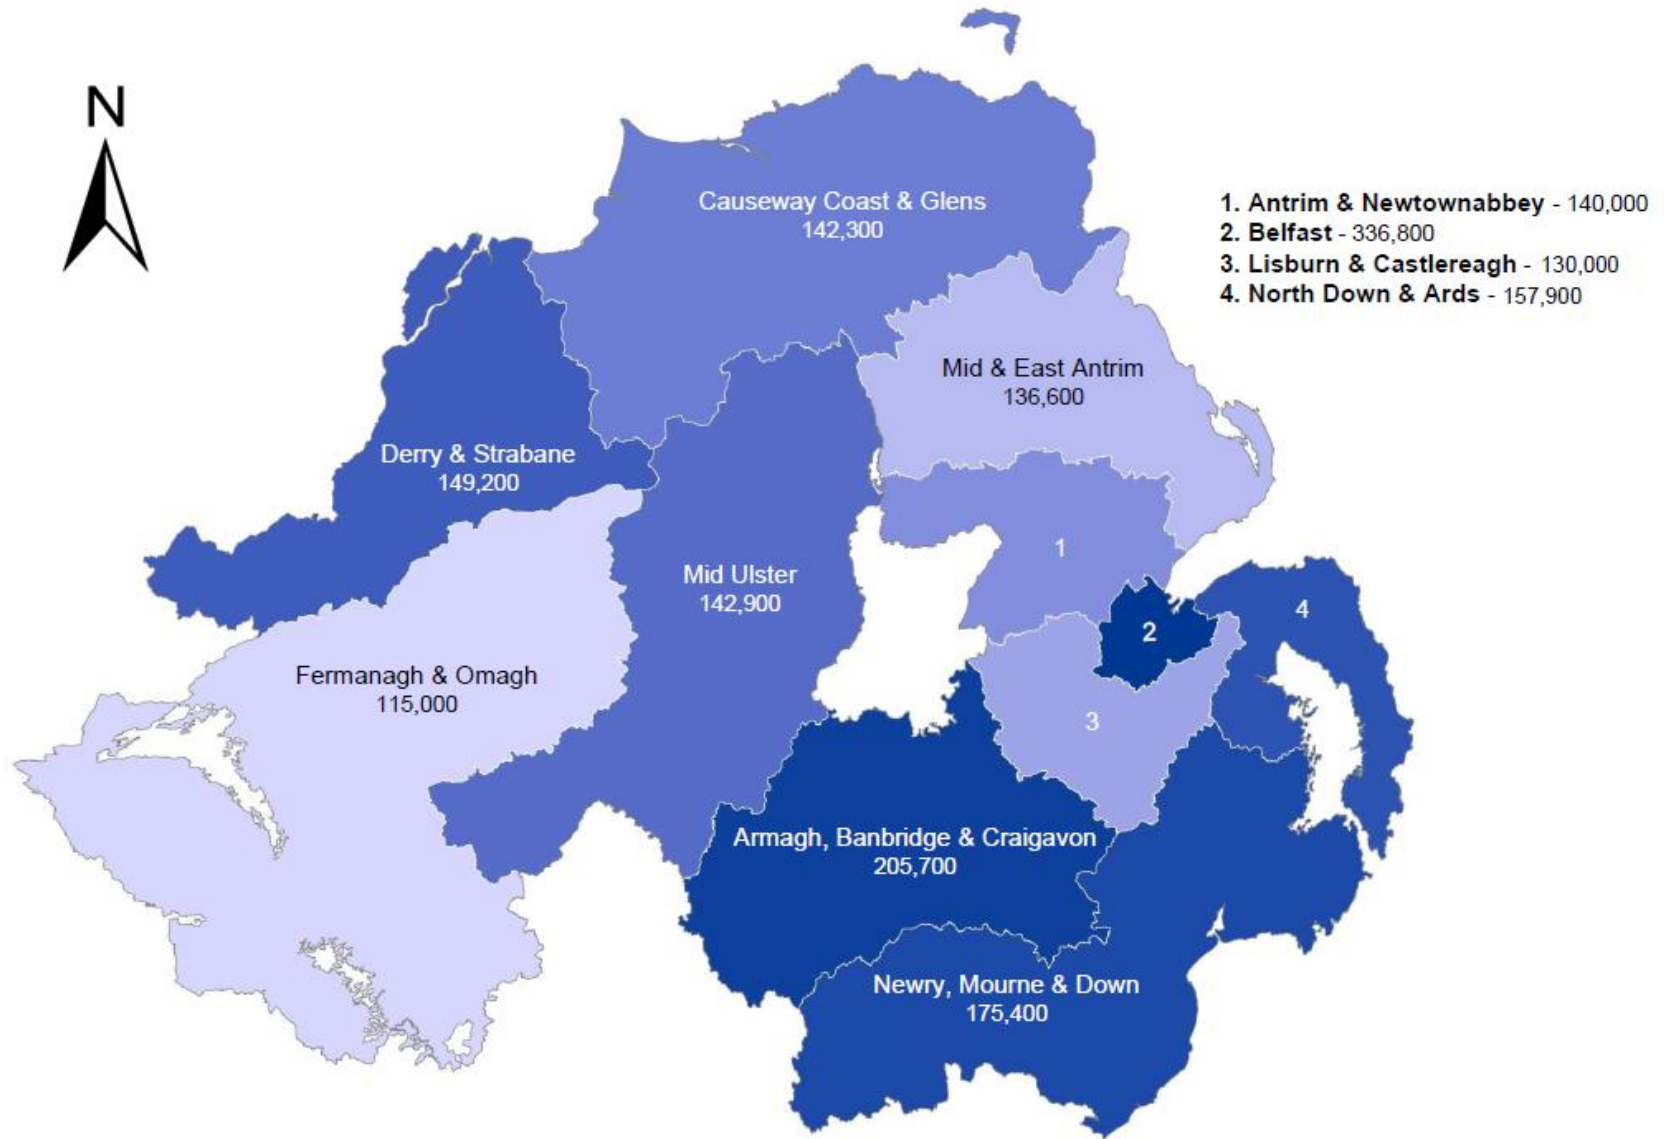 N
Causeway Coast & Glens
142,300
1. Antrim & Newtownabbey - 140,000
2. Belfast - 336,800
3. Lisburn & Castlereagh - 130,000
4. North Down & Ards - 157,900
Mid & East Antrim
136,600
Derry & Strabane
149,200
1
Mid Ulster
142,900
2
4
Fermanagh & Omagh
115,000
3
Armagh, Banbridge & Craigavon
205,700
Newry, Mourne & Down
175,400